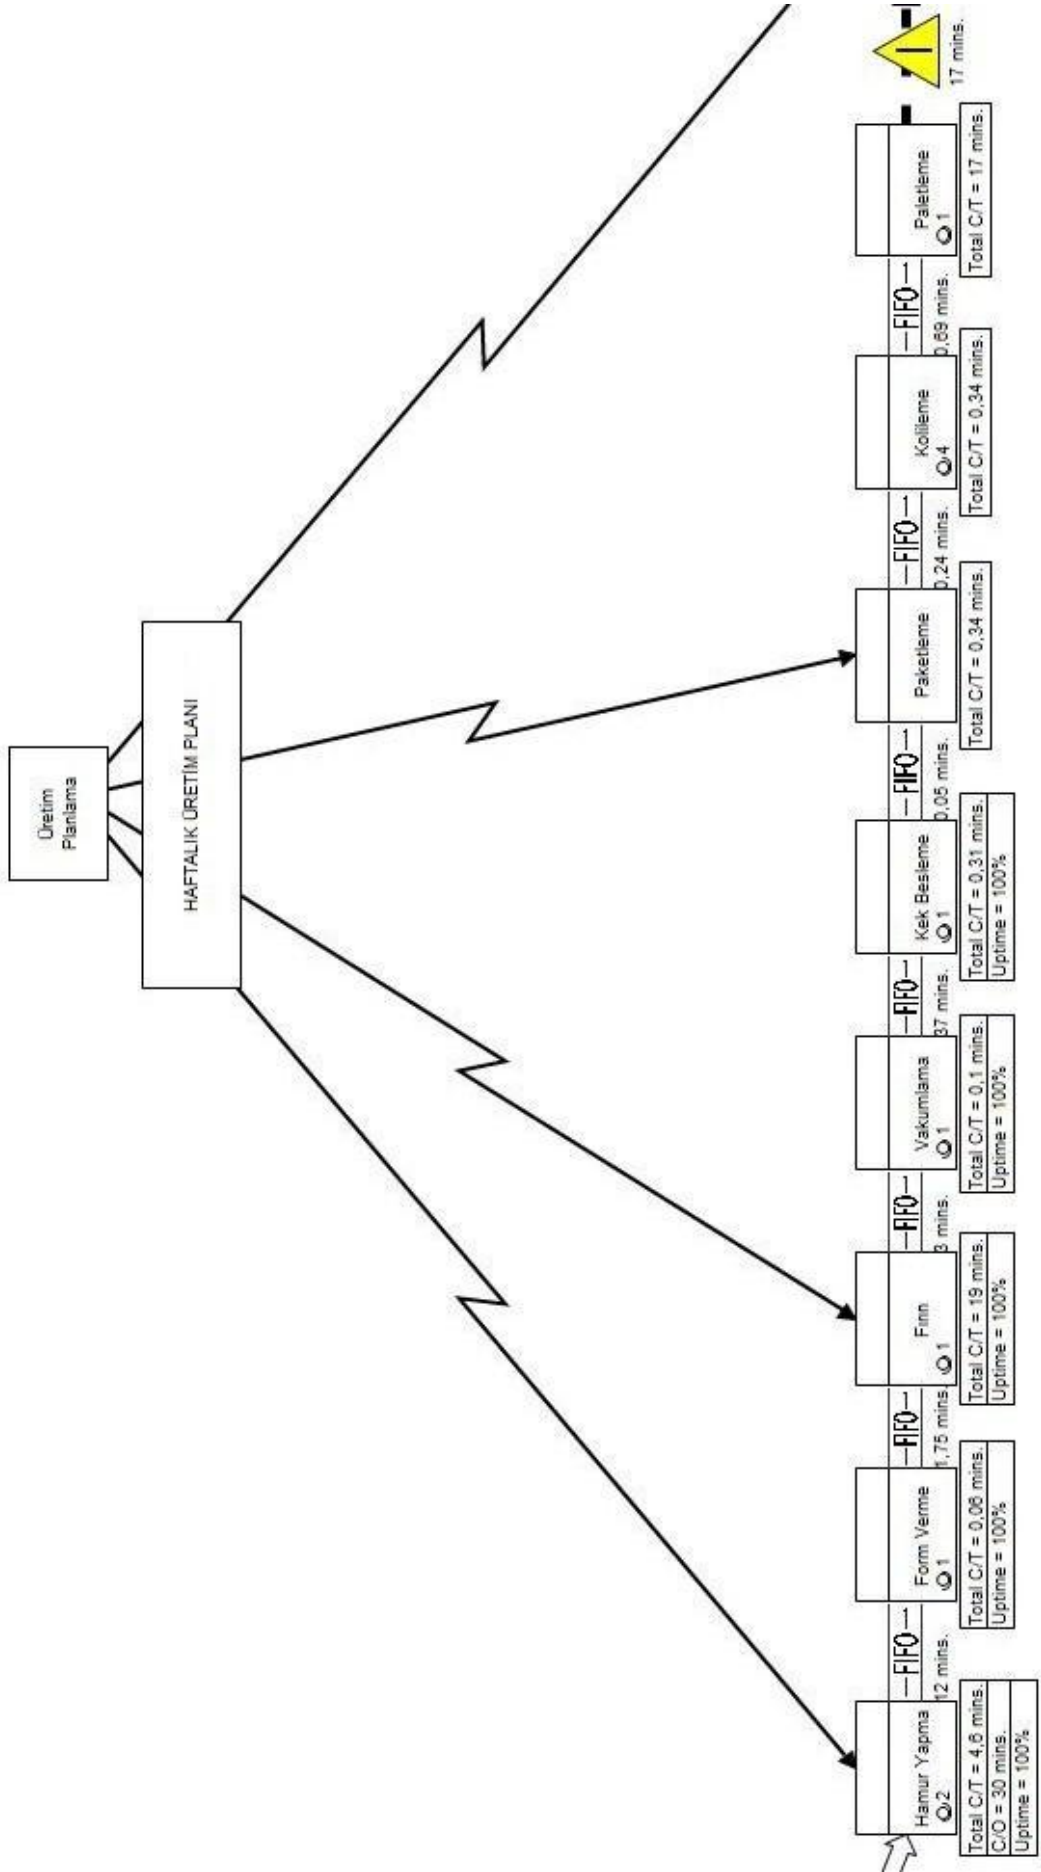 Üretim
Planlama
HAFTALIK ÜRETİM PLANI
Hamur Yapma
2
Total C/T = 4,6 mins.
C/O = 30 mins.
Uptime = 100%
FIFO
12 mins.
Form Verme
1
Total C/T = 0,06 mins.
Uptime = 100%
FIFO
1,75 mins.
Fırın
1
Total C/T = 19 mins.
Uptime = 100%
FIFO
3 mins.
Vakumlama
1
Total C/T = 0,1 mins.
Uptime = 100%
FIFO
37 mins.
Kek Besleme
1
Total C/T = 0,31 mins.
Uptime = 100%
FIFO
0,05 mins.
Paketleme
Total C/T = 0,34 mins.
FIFO
0,24 mins.
Kolileme
4
Total C/T = 0,34 mins.
FIFO
0,69 mins.
Paletleme
1
Total C/T = 17 mins.
I
17 mins.